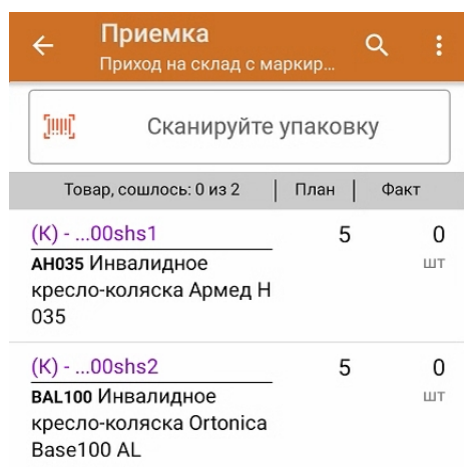 Приемка
Приход на склад с маркир...
Сканируйте упаковку
Товар, сошлось: 0 из 2 | План | Факт
(К) - ...00shs1 5 0
АН035 Инвалидное шт
кресло-коляска Армед Н
035
(К) - ...00shs2 5 0
BAL100 Инвалидное шт
кресло-коляска Ortonica
Base100 AL